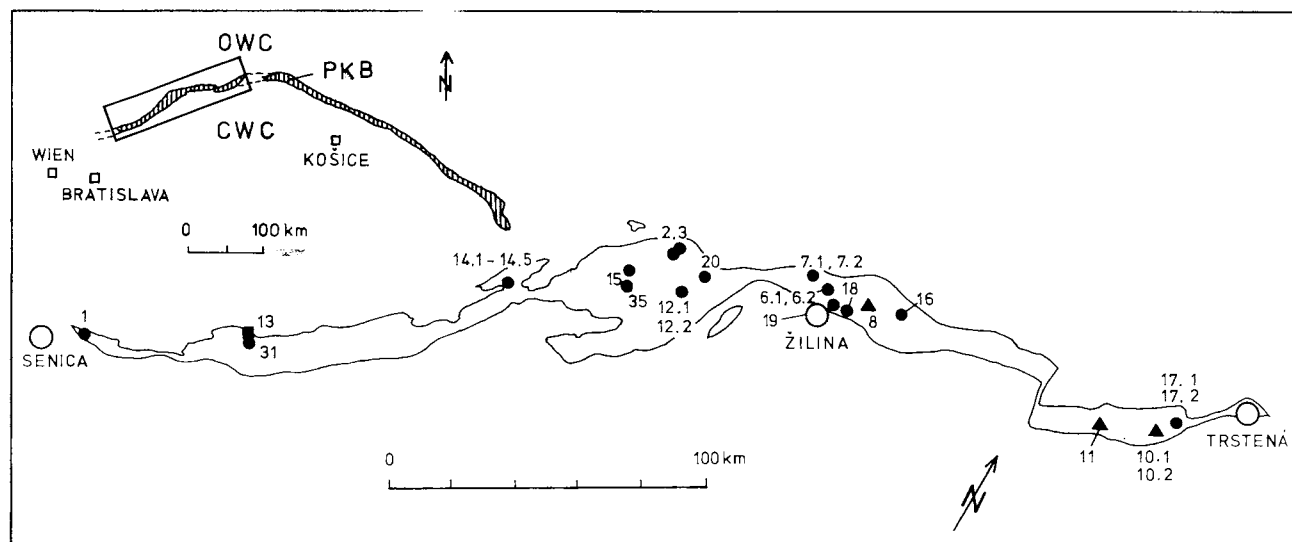 OWC
PKB
N
CWC
KOŠICE
WIEN
BRATISLAVA
0 100 km
2,3
14.1 – 14.5
20
7.1, 7.2
15
35
12.1
12.2
6.1, 6.2
18
8
16
19
ŽILINA
1
SENICA
13
31
17.1
17.2
TRSTENÁ
11
10.1
10.2
0 100 km
N